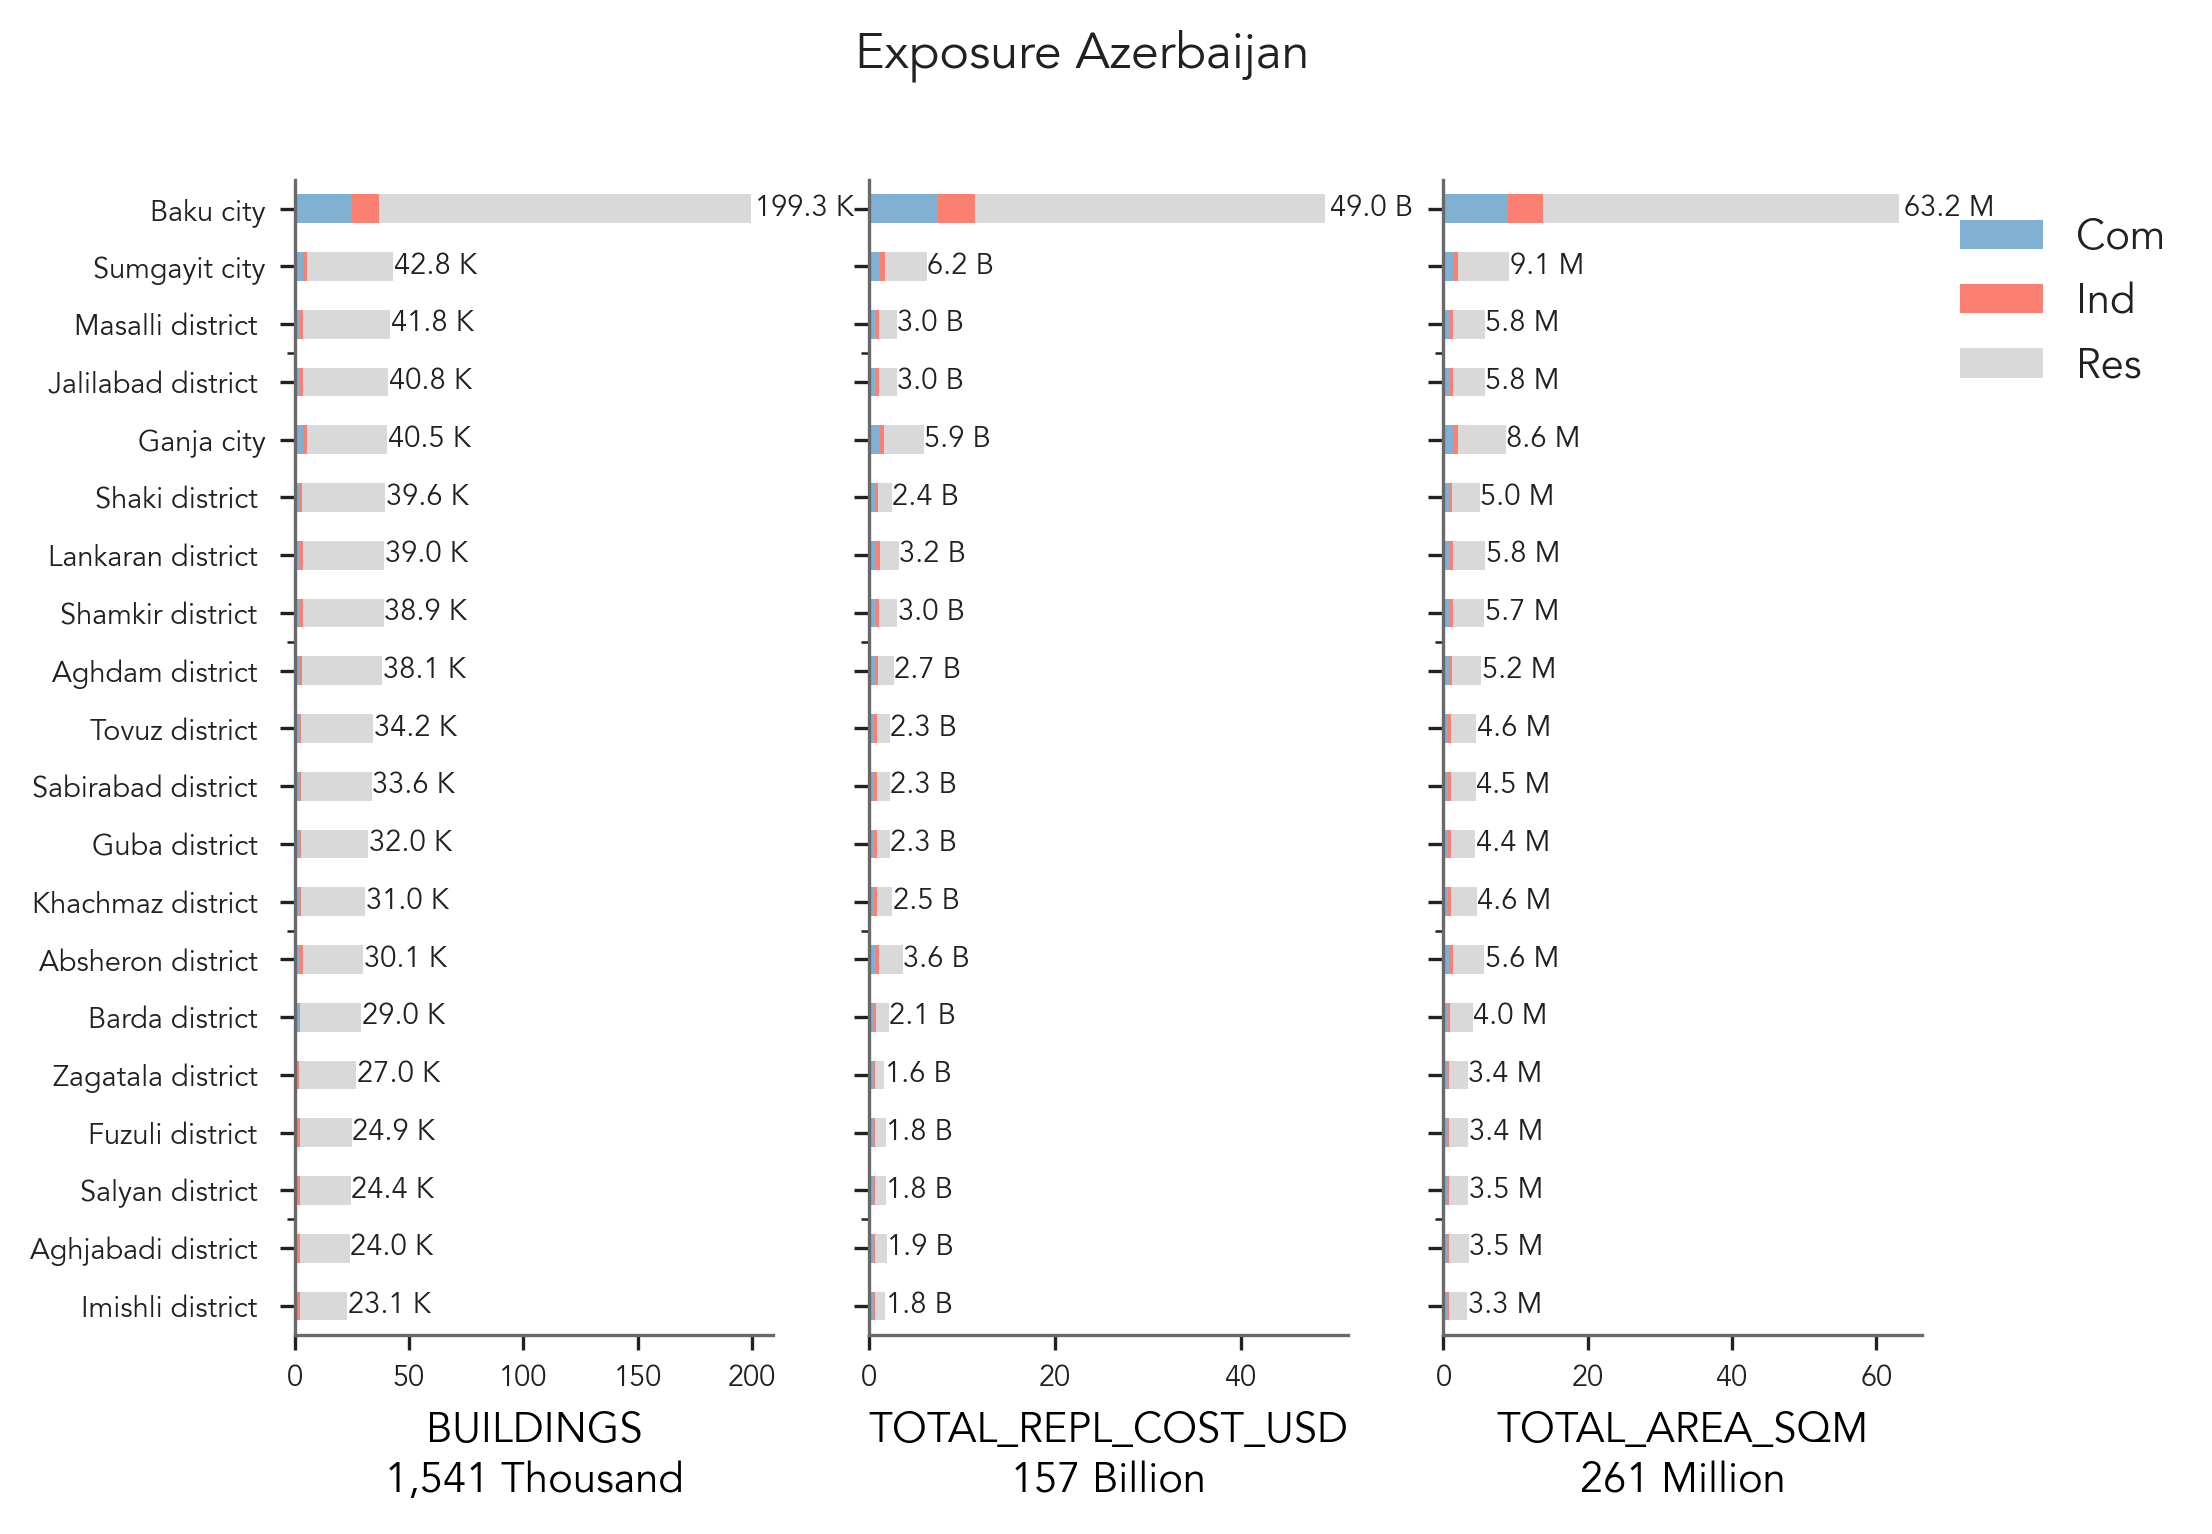 Exposure Azerbaijan
Baku city 199.3 K 49.0 B 63.2 M
Sumgayit city 42.8 K 6.2 B 9.1 M
Masalli district 41.8 K 3.0 B 5.8 M
Jalilabad district 40.8 K 3.0 B 5.8 M
Ganja city 40.5 K 5.9 B 8.6 M
Shaki district 39.6 K 2.4 B 5.0 M
Lankaran district 39.0 K 3.2 B 5.8 M
Shamkir district 38.9 K 3.0 B 5.7 M
Aghdam district 38.1 K 2.7 B 5.2 M
Tovuz district 34.2 K 2.3 B 4.6 M
Sabirabad district 33.6 K 2.3 B 4.5 M
Guba district 32.0 K 2.3 B 4.4 M
Khachmaz district 31.0 K 2.5 B 4.6 M
Absheron district 30.1 K 3.6 B 5.6 M
Barda district 29.0 K 2.1 B 4.0 M
Zagatala district 27.0 K 1.6 B 3.4 M
Fuzuli district 24.9 K 1.8 B 3.4 M
Salyan district 24.4 K 1.8 B 3.5 M
Aghjabadi district 24.0 K 1.9 B 3.5 M
Imishli district 23.1 K 1.8 B 3.3 M
0 50 100 150 200
BUILDINGS
1,541 Thousand
0 20 40
TOTAL_REPL_COST_USD
157 Billion
0 20 40 60
TOTAL_AREA_SQM
261 Million
Com
Ind
Res